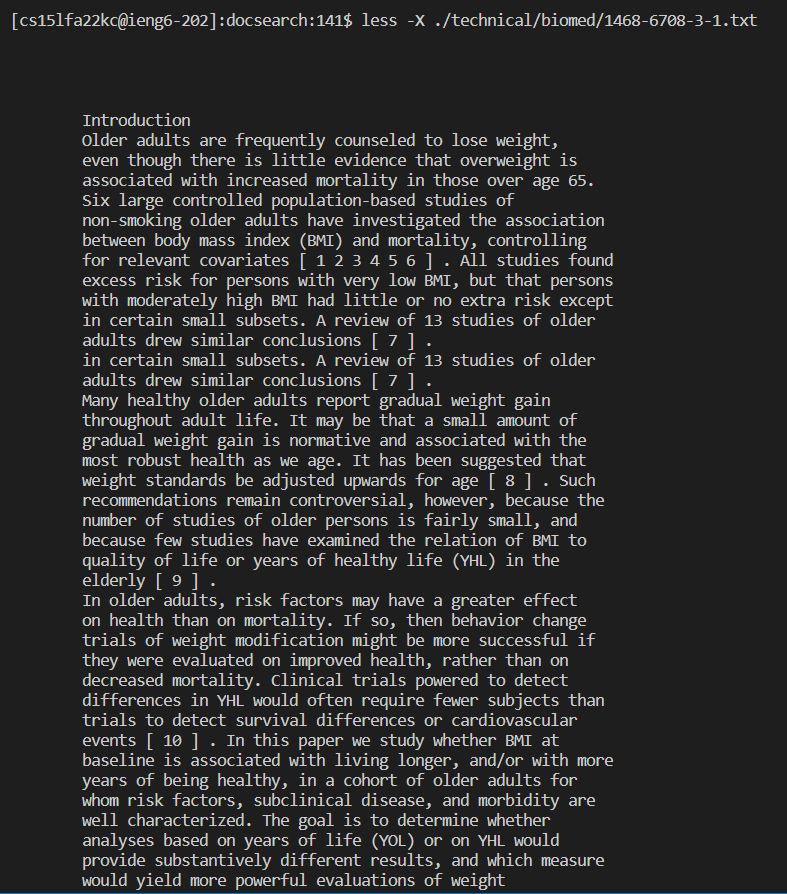 [cs15lfa22kc@ieng6-202]:docsearch:141$ less -X ./technical/biomed/1468-6708-3-1.txt
Introduction
Older adults are frequently counseled to lose weight,
even though there is little evidence that overweight is
associated with increased mortality in those over age 65.
Six large controlled population-based studies of
non-smoking older adults have investigated the association
between body mass index (BMI) and mortality, controlling
for relevant covariates [ 1 2 3 4 5 6 ] . All studies found
excess risk for persons with very low BMI, but that persons
with moderately high BMI had little or no extra risk except
in certain small subsets. A review of 13 studies of older
adults drew similar conclusions [ 7 ] .
in certain small subsets. A review of 13 studies of older
adults drew similar conclusions [ 7 ] .
Many healthy older adults report gradual weight gain
throughout adult life. It may be that a small amount of
gradual weight gain is normative and associated with the
most robust health as we age. It has been suggested that
weight standards be adjusted upwards for age [ 8 ] . Such
recommendations remain controversial, however, because the
number of studies of older persons is fairly small, and
because few studies have examined the relation of BMI to
quality of life or years of healthy life (YHL) in the
elderly [ 9 ] .
In older adults, risk factors may have a greater effect
on health than on mortality. If so, then behavior change
trials of weight modification might be more successful if
they were evaluated on improved health, rather than on
decreased mortality. Clinical trials powered to detect
differences in YHL would often require fewer subjects than
trials to detect survival differences or cardiovascular
events [ 10 ] . In this paper we study whether BMI at
baseline is associated with living longer, and/or with more
years of being healthy, in a cohort of older adults for
whom risk factors, subclinical disease, and morbidity are
well characterized. The goal is to determine whether
analyses based on years of life (YOL) or on YHL would
provide substantively different results, and which measure
would yield more powerful evaluations of weight